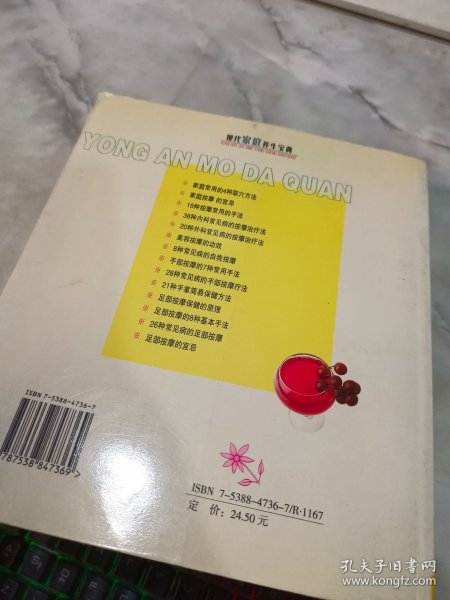 现代家庭养生宝典
YONG AN MO DA QUAN
家庭常用的4种取穴方法
家庭按摩的宜忌
18种按摩常用的手法
36种内科常见病的按摩治疗法
20种外科常见病的按摩治疗法
美容按摩的功效
8种常见病的自我按摩
手部按摩的7种常用手法
28种常见病的手部按摩疗法
21种手掌简易保健方法
足部按摩保健的原理
足部按摩的8种基本手法
26种常见病的足部按摩
足部按摩的宜忌
ISBN 7-5388-4736-7
787538847369>
ISBN 7-5388-4736-7/R·1167
定 价：24.50元
孔夫子旧书网
www.kongfz.com